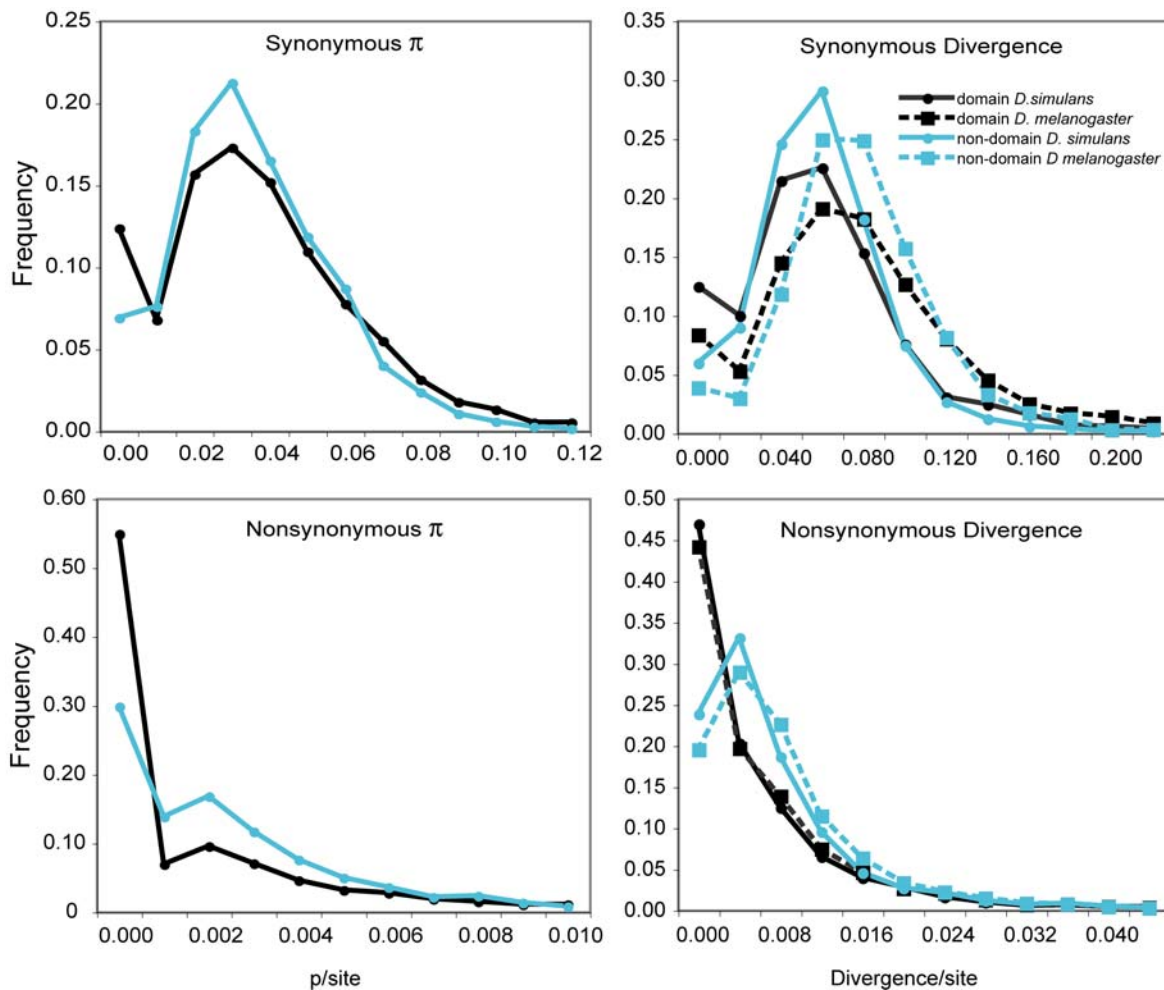 Synonymous π
Frequency
0.25
0.20
0.15
0.10
0.05
0.00
0.00 0.02 0.04 0.06 0.08 0.10 0.12
Synonymous Divergence
domain D.simulans
domain D. melanogaster
non-domain D. simulans
non-domain D melanogaster
0.35
0.30
0.25
0.20
0.15
0.10
0.05
0.00
0.000 0.040 0.080 0.120 0.160 0.200
Nonsynonymous π
Frequency
0.60
0.50
0.40
0.30
0.20
0.10
0
0.000 0.002 0.004 0.006 0.008 0.010
p/site
Nonsynonymous Divergence
0.50
0.45
0.40
0.35
0.30
0.25
0.20
0.15
0.10
0.05
0.00
0.000 0.008 0.016 0.024 0.032 0.040
Divergence/site